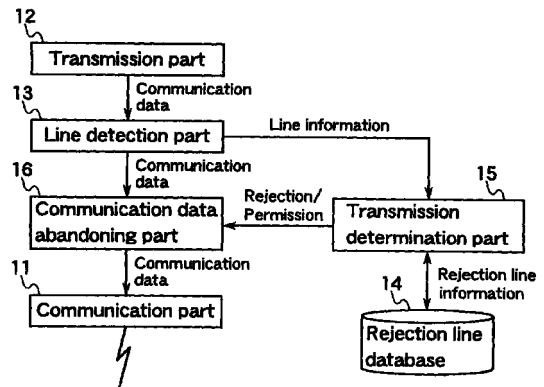 12
Transmission part
Communication
data
13
Line detection part
Line information
Communication
data
16
Communication data
abandoning part
Rejection/
Permission
15
Transmission
determination part
Communication
data
11
Communication part
Rejection line
information
14
Rejection line
database